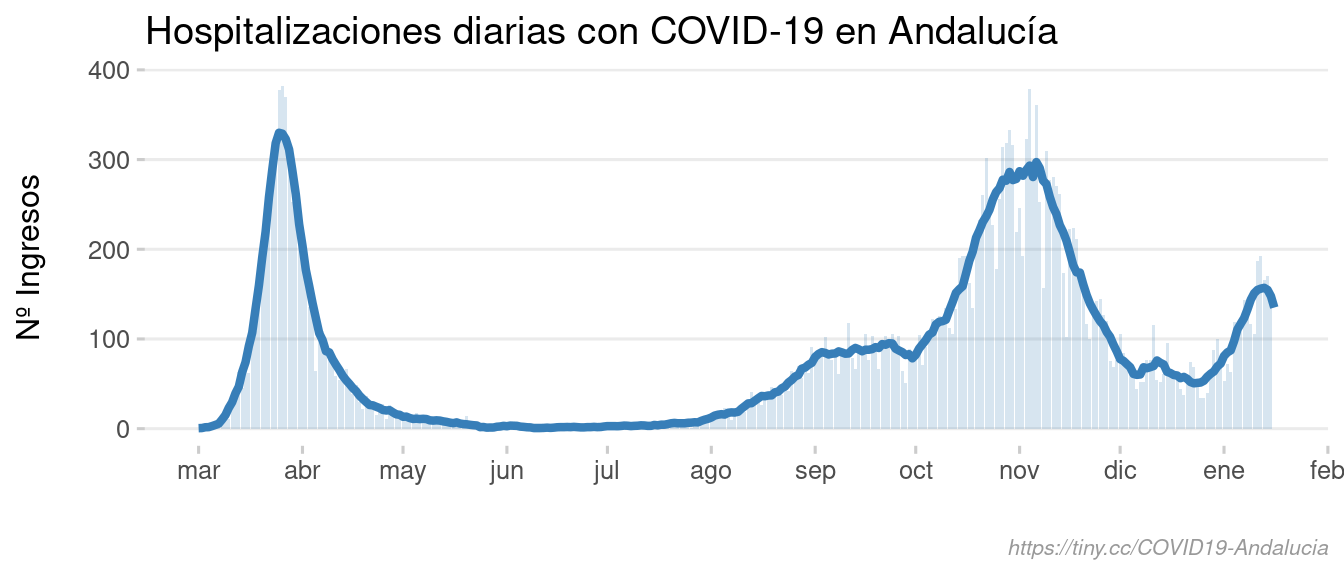 Hospitalizaciones diarias con COVID-19 en Andalucía
Nº Ingresos
400
300
200
100
0
mar abr may jun jul ago sep oct nov dic ene feb
https://tiny.cc/COVID19-Andalucia